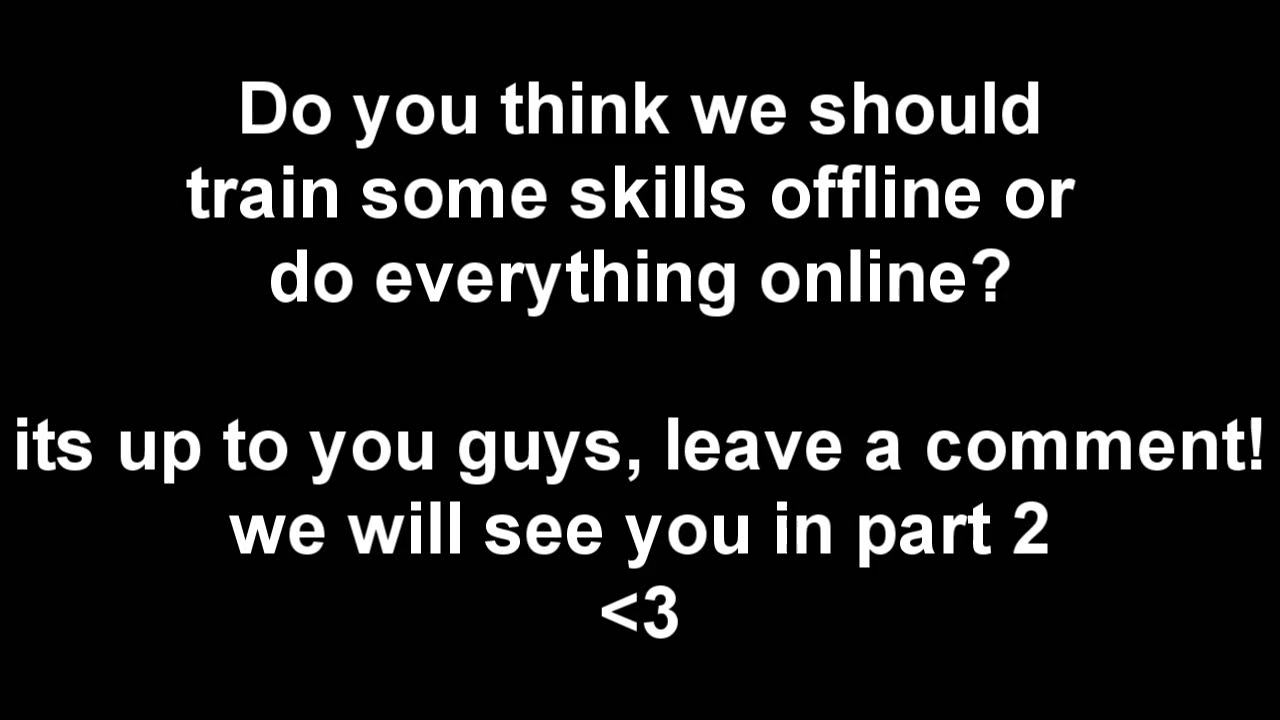 Do you think we should
train some skills offline or
do everything online?
its up to you guys, leave a comment!
we will see you in part 2
<3